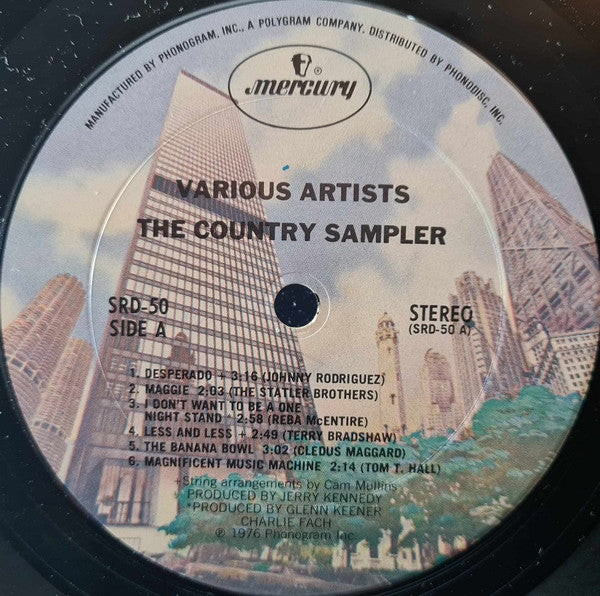 MANUFACTURED BY PHONOGRAM, INC., A POLYGRAM COMPANY. DISTRIBUTED BY PHONODISC, INC.
®
mercury
VARIOUS ARTISTS
THE COUNTRY SAMPLER
SRD-50
SIDE A
STEREO
(SRD-50 A)
1. DESPERADO + 3:16 (JOHNNY RODRIGUEZ)
2. MAGGIE 2:03 (THE STATLER BROTHERS)
3. I DON'T WANT TO BE A ONE
NIGHT STAND + 2:58 (REBA McENTIRE)
4. LESS AND LESS + 2:49 (TERRY BRADSHAW)
5. THE BANANA BOWL 3:02 (CLEDUS MAGGARD)
6. MAGNIFICENT MUSIC MACHINE 2:14 (TOM T. HALL)
+String arrangements by Cam Mullins
PRODUCED BY JERRY KENNEDY
*PRODUCED BY GLENN KEENER
CHARLIE FACH
℗ 1976 Phonogram Inc.